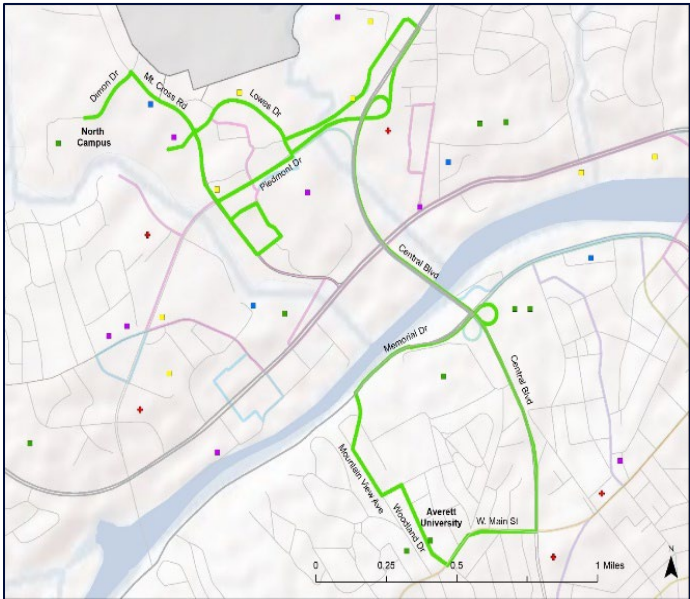 Dimon Dr
Mt. Cross Rd
Lowes Dr
North
Campus
Piedmont Dr
Central Blvd
Memorial Dr
Central Blvd
Mountain View Ave
Woodland Dr
Averett
University
W. Main St
N
0 0.25 0.5 1 Miles